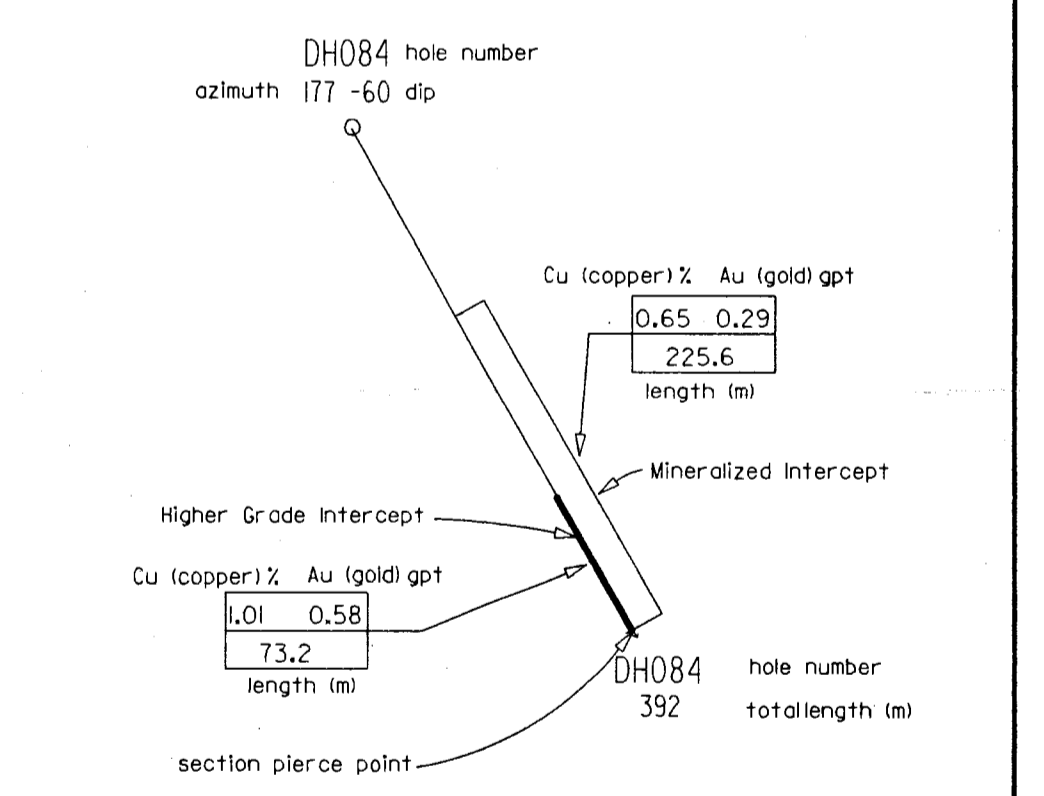 DH084 hole number
azimuth 177 -60 dip
Cu (copper) % Au (gold) gpt
0.65 0.29
225.6
length (m)
Mineralized Intercept
Higher Grade Intercept
Cu (copper) % Au (gold) gpt
1.01 0.58
73.2
length (m)
DH084 hole number
392 total length (m)
section pierce point